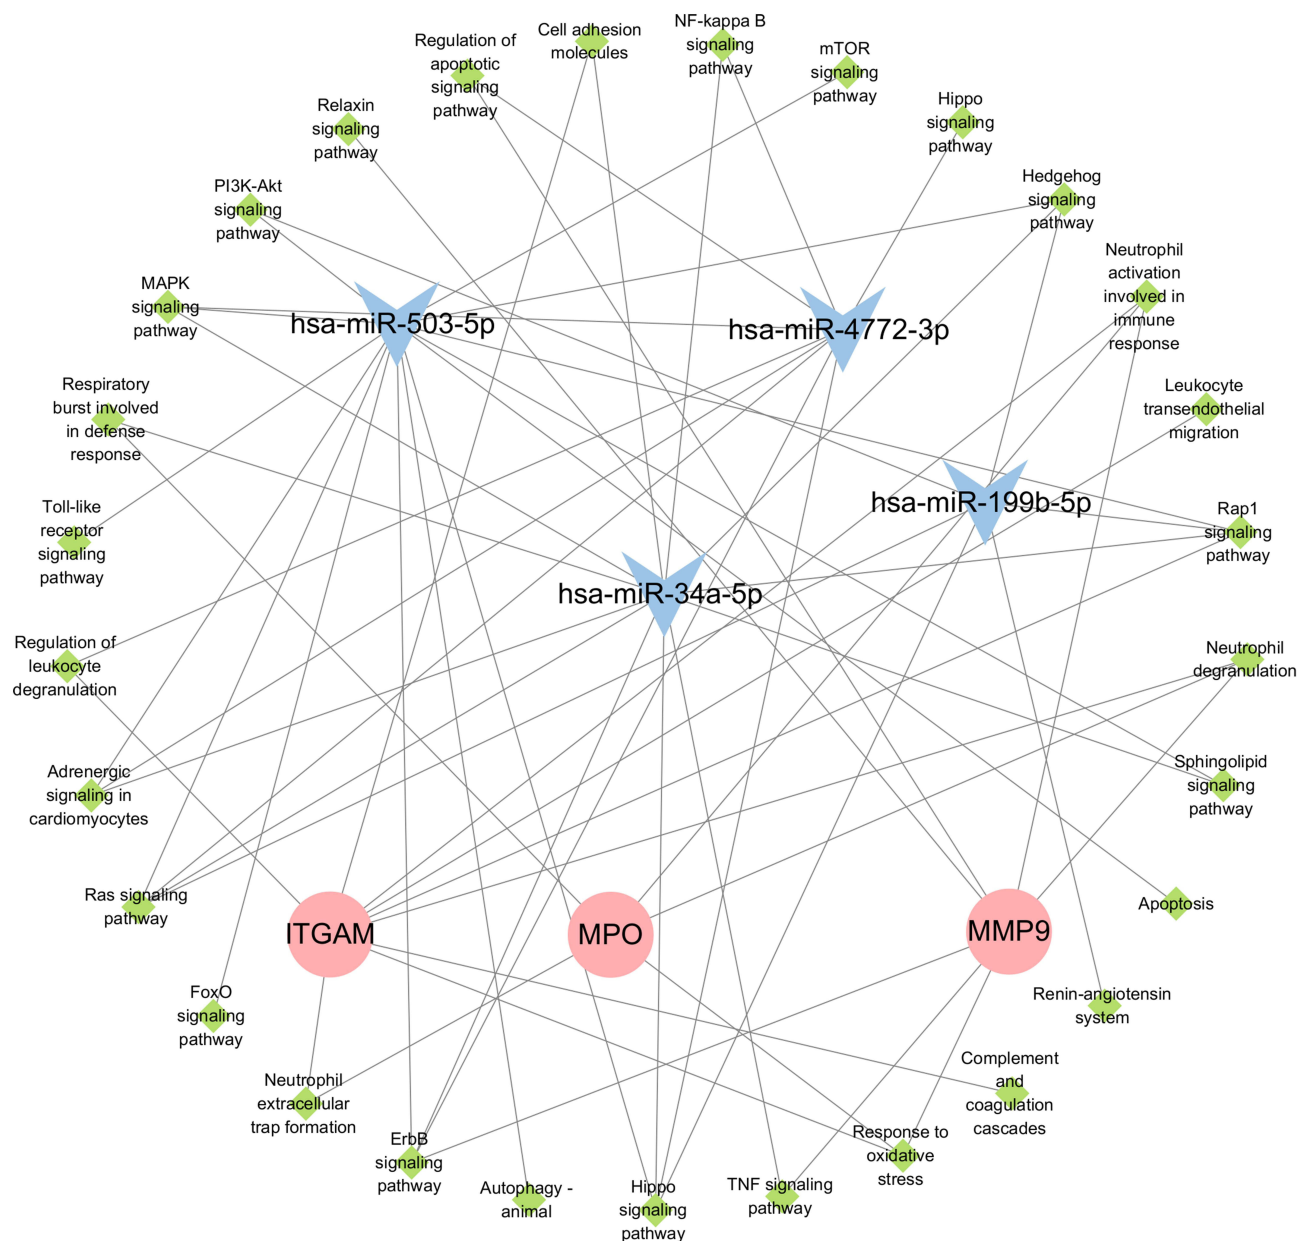 NF-kappa B
signaling
pathway
Cell adhesion
molecules
Regulation of
apoptotic
signaling
pathway
mTOR
signaling
pathway
Relaxin
signaling
pathway
Hippo
signaling
pathway
PI3K-Akt
signaling
pathway
Hedgehog
signaling
pathway
Neutrophil
activation
involved in
immune
response
MAPK
signaling
pathway
hsa-miR-503-5p
hsa-miR-4772-3p
Respiratory
burst involved
in defense
response
Leukocyte
transendothelial
migration
Toll-like
receptor
signaling
pathway
hsa-miR-199b-5p
Rap1
signaling
pathway
hsa-miR-34a-5p
Regulation of
leukocyte
degranulation
Neutrophil
degranulation
Adrenergic
signaling in
cardiomyocytes
Sphingolipid
signaling
pathway
Ras signaling
pathway
ITGAM
MPO
MMP9
Apoptosis
FoxO
signaling
pathway
Renin-angiotensin
system
Neutrophil
extracellular
trap formation
Complement
and
coagulation
cascades
ErbB
signaling
pathway
Response to
oxidative
stress
Autophagy -
animal
Hippo
signaling
pathway
TNF signaling
pathway